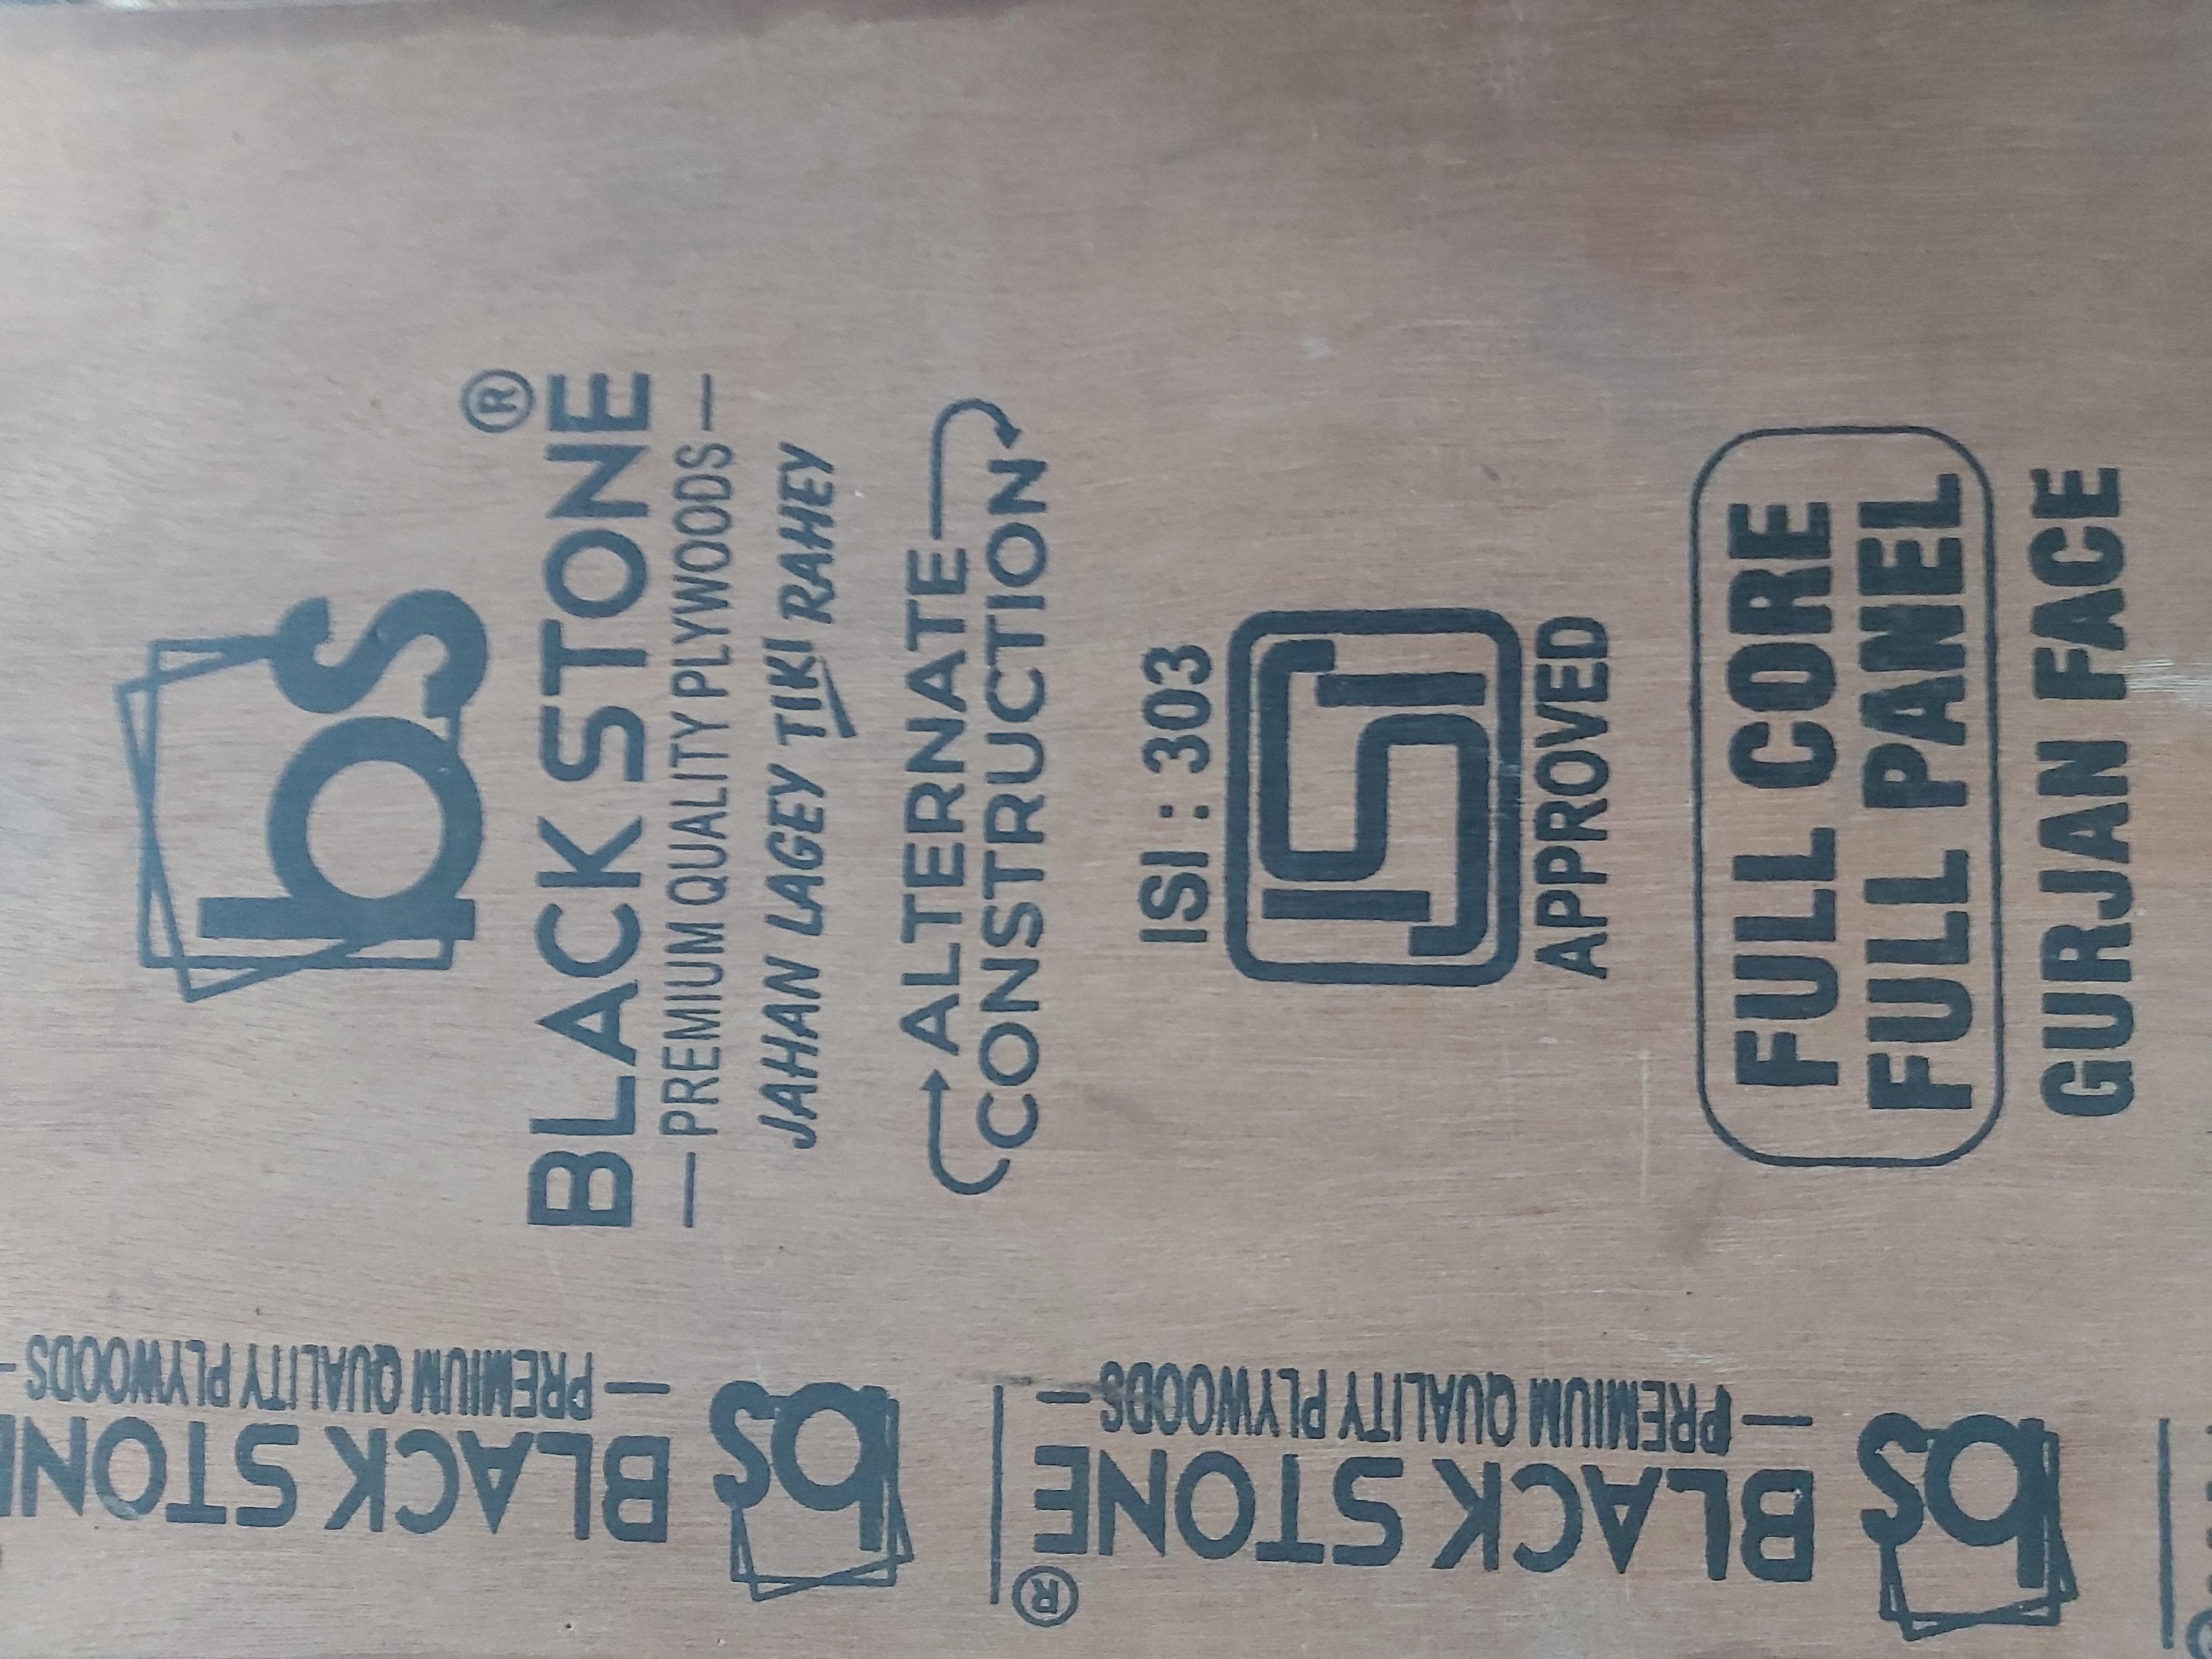 bs
BLACK STONE®
— PREMIUM QUALITY PLYWOODS —
JAHAN LAGEY TIKI RAHEY
ALTERNATE
CONSTRUCTION
ISI : 303
ISI
APPROVED
FULL CORE
FULL PANEL
GURJAN FACE
bs
BLACK STONE
— PREMIUM QUALITY PLYWOODS —
bs
BLACK STONE®
— PREMIUM QUALITY PLYWOODS —